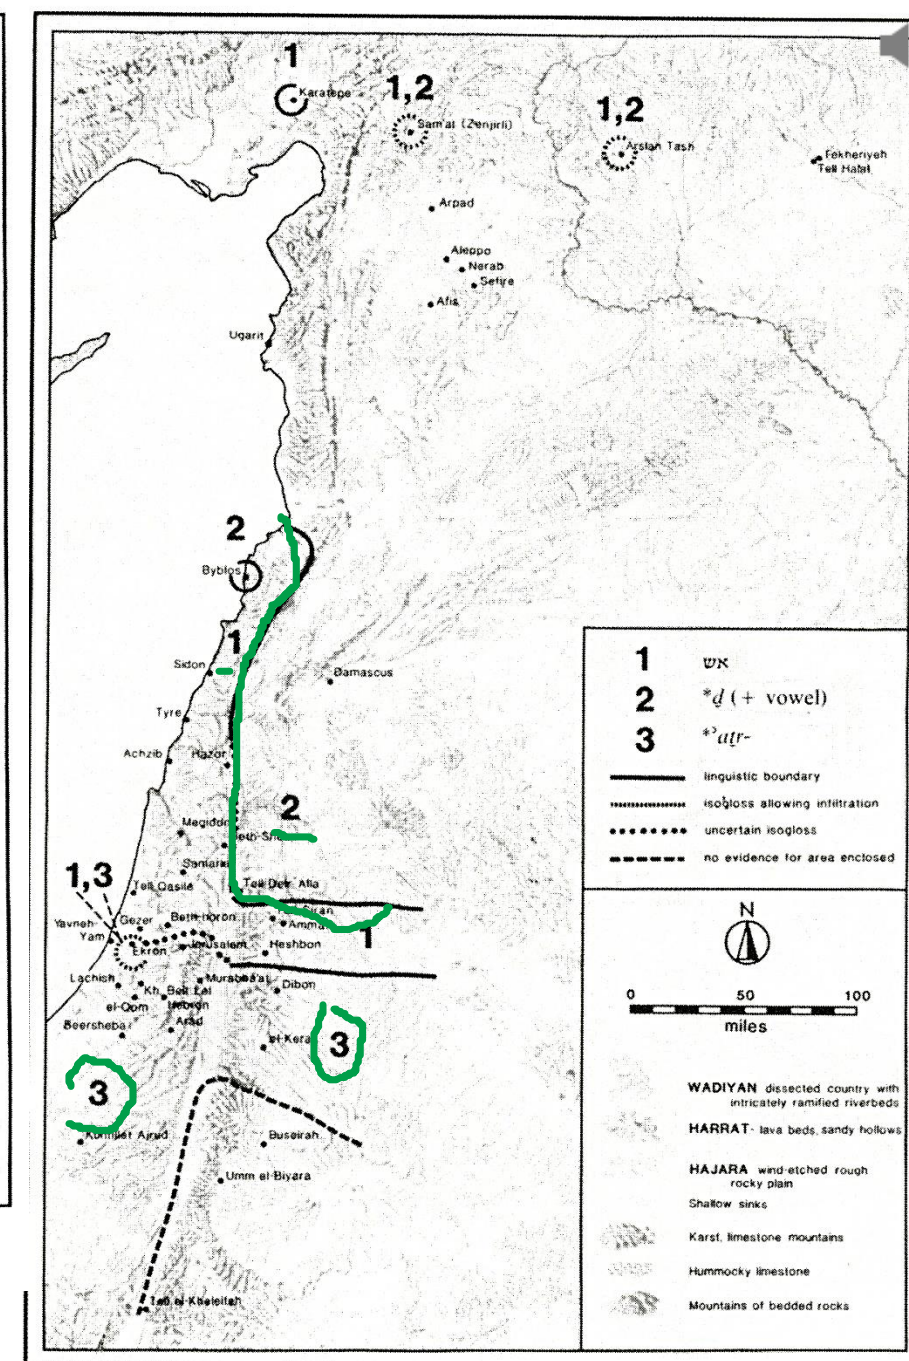 1
Karatepe
1,2
Sam'al (Zenjirli)
1,2
Arslan Tash
Fekheriyeh
Tell Halaf
Arpad
Aleppo
Nerab
Sefire
Afis
Ugarit
2
Byblos
1
Sidon
Damascus
Tyre
Achzib
Hazor
2
Megiddo
Samaria
1,3
Tell Qasile
Tell Deir Alla
1
Yavneh-
Yam
Gezer
Beth-horon
Ekron
Jerusalem
Heshbon
Lachish
Kh. Beit Lei
Murabba'at
Dibon
el-Qom
Hebron
Beersheba
Arad
3
3
Kuntillet Ajrud
Buseirah
Umm el-Biyara
Tell el-Kheleifeh
1 אש
2 *ḏ (+ vowel)
3 *ʾaṯr-
linguistic boundary
isogloss allowing infiltration
uncertain isogloss
no evidence for area enclosed
N
0 50 100
miles
WADIYAN dissected country with
intricately ramified riverbeds
HARRAT - lava beds, sandy hollows
HAJARA wind-etched rough
rocky plain
Shallow sinks
Karst, limestone mountains
Hummocky limestone
Mountains of bedded rocks